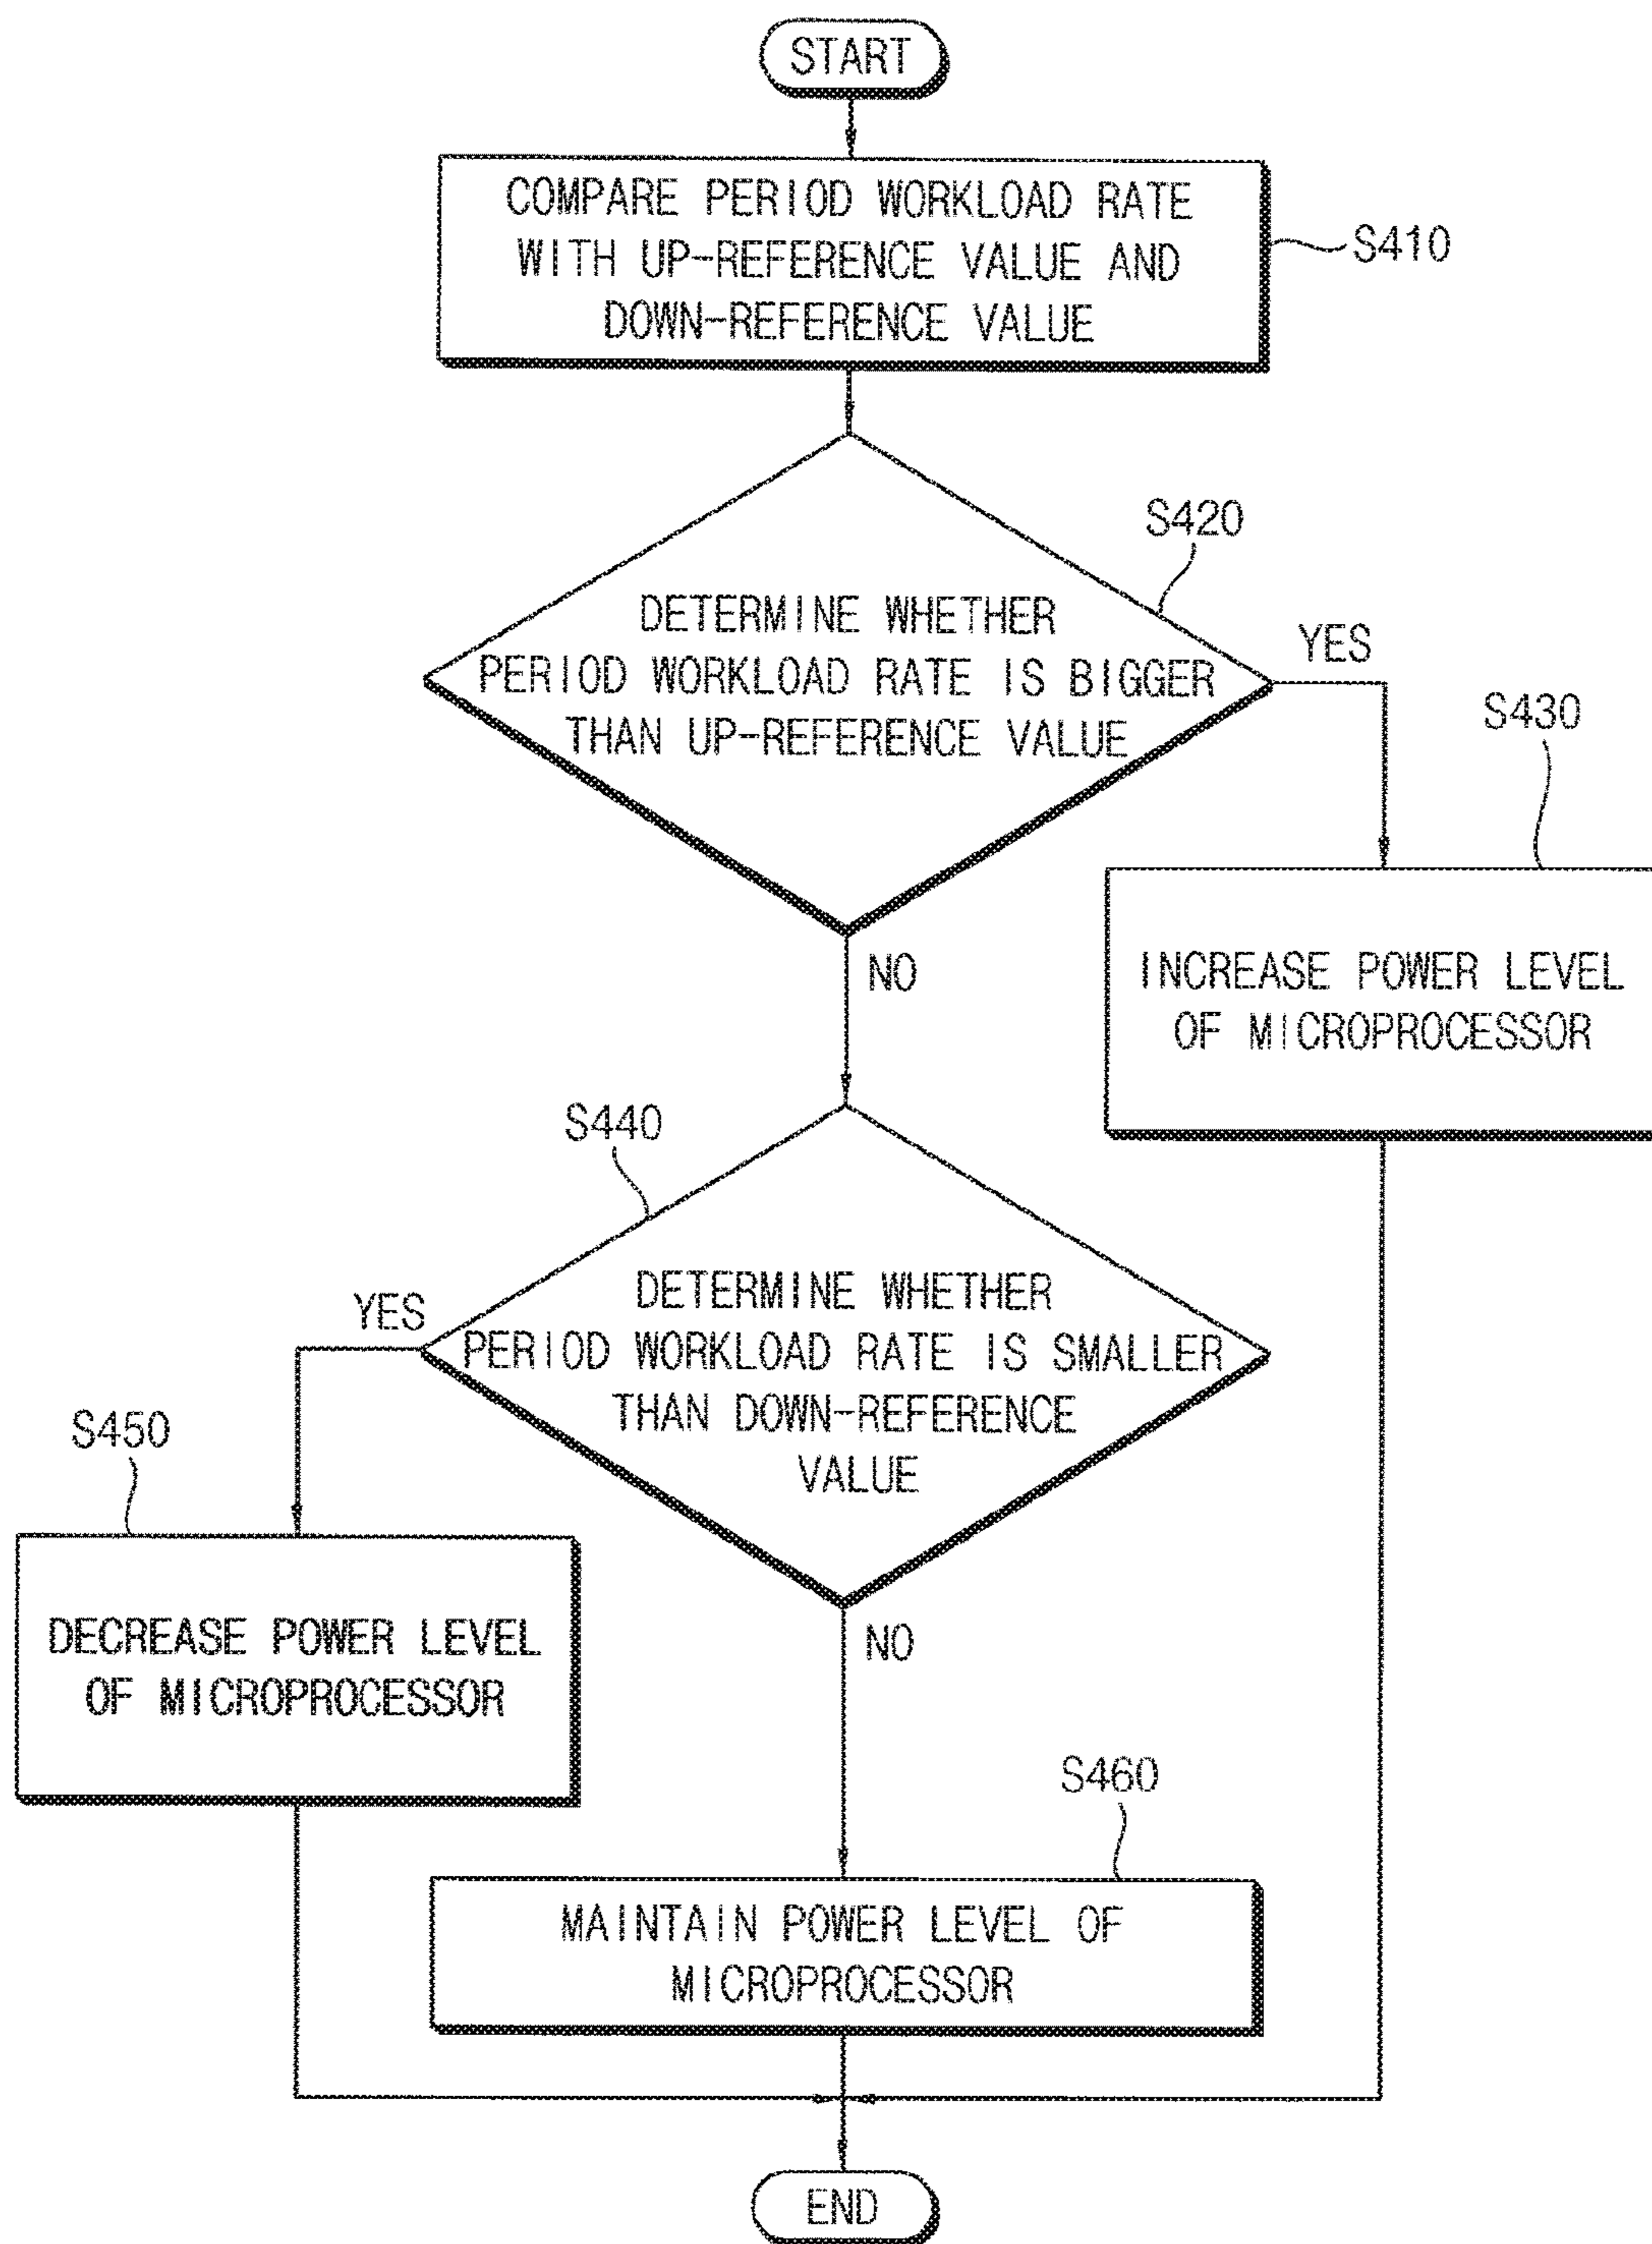 START
COMPARE PERIOD WORKLOAD RATE
WITH UP-REFERENCE VALUE AND
DOWN-REFERENCE VALUE
S410
S420
DETERMINE WHETHER
PERIOD WORKLOAD RATE IS BIGGER
THAN UP-REFERENCE VALUE
YES
S430
NO
INCREASE POWER LEVEL
OF MICROPROCESSOR
S440
DETERMINE WHETHER
PERIOD WORKLOAD RATE IS SMALLER
THAN DOWN-REFERENCE
VALUE
YES
S450
NO
DECREASE POWER LEVEL
OF MICROPROCESSOR
S460
MAINTAIN POWER LEVEL OF
MICROPROCESSOR
END